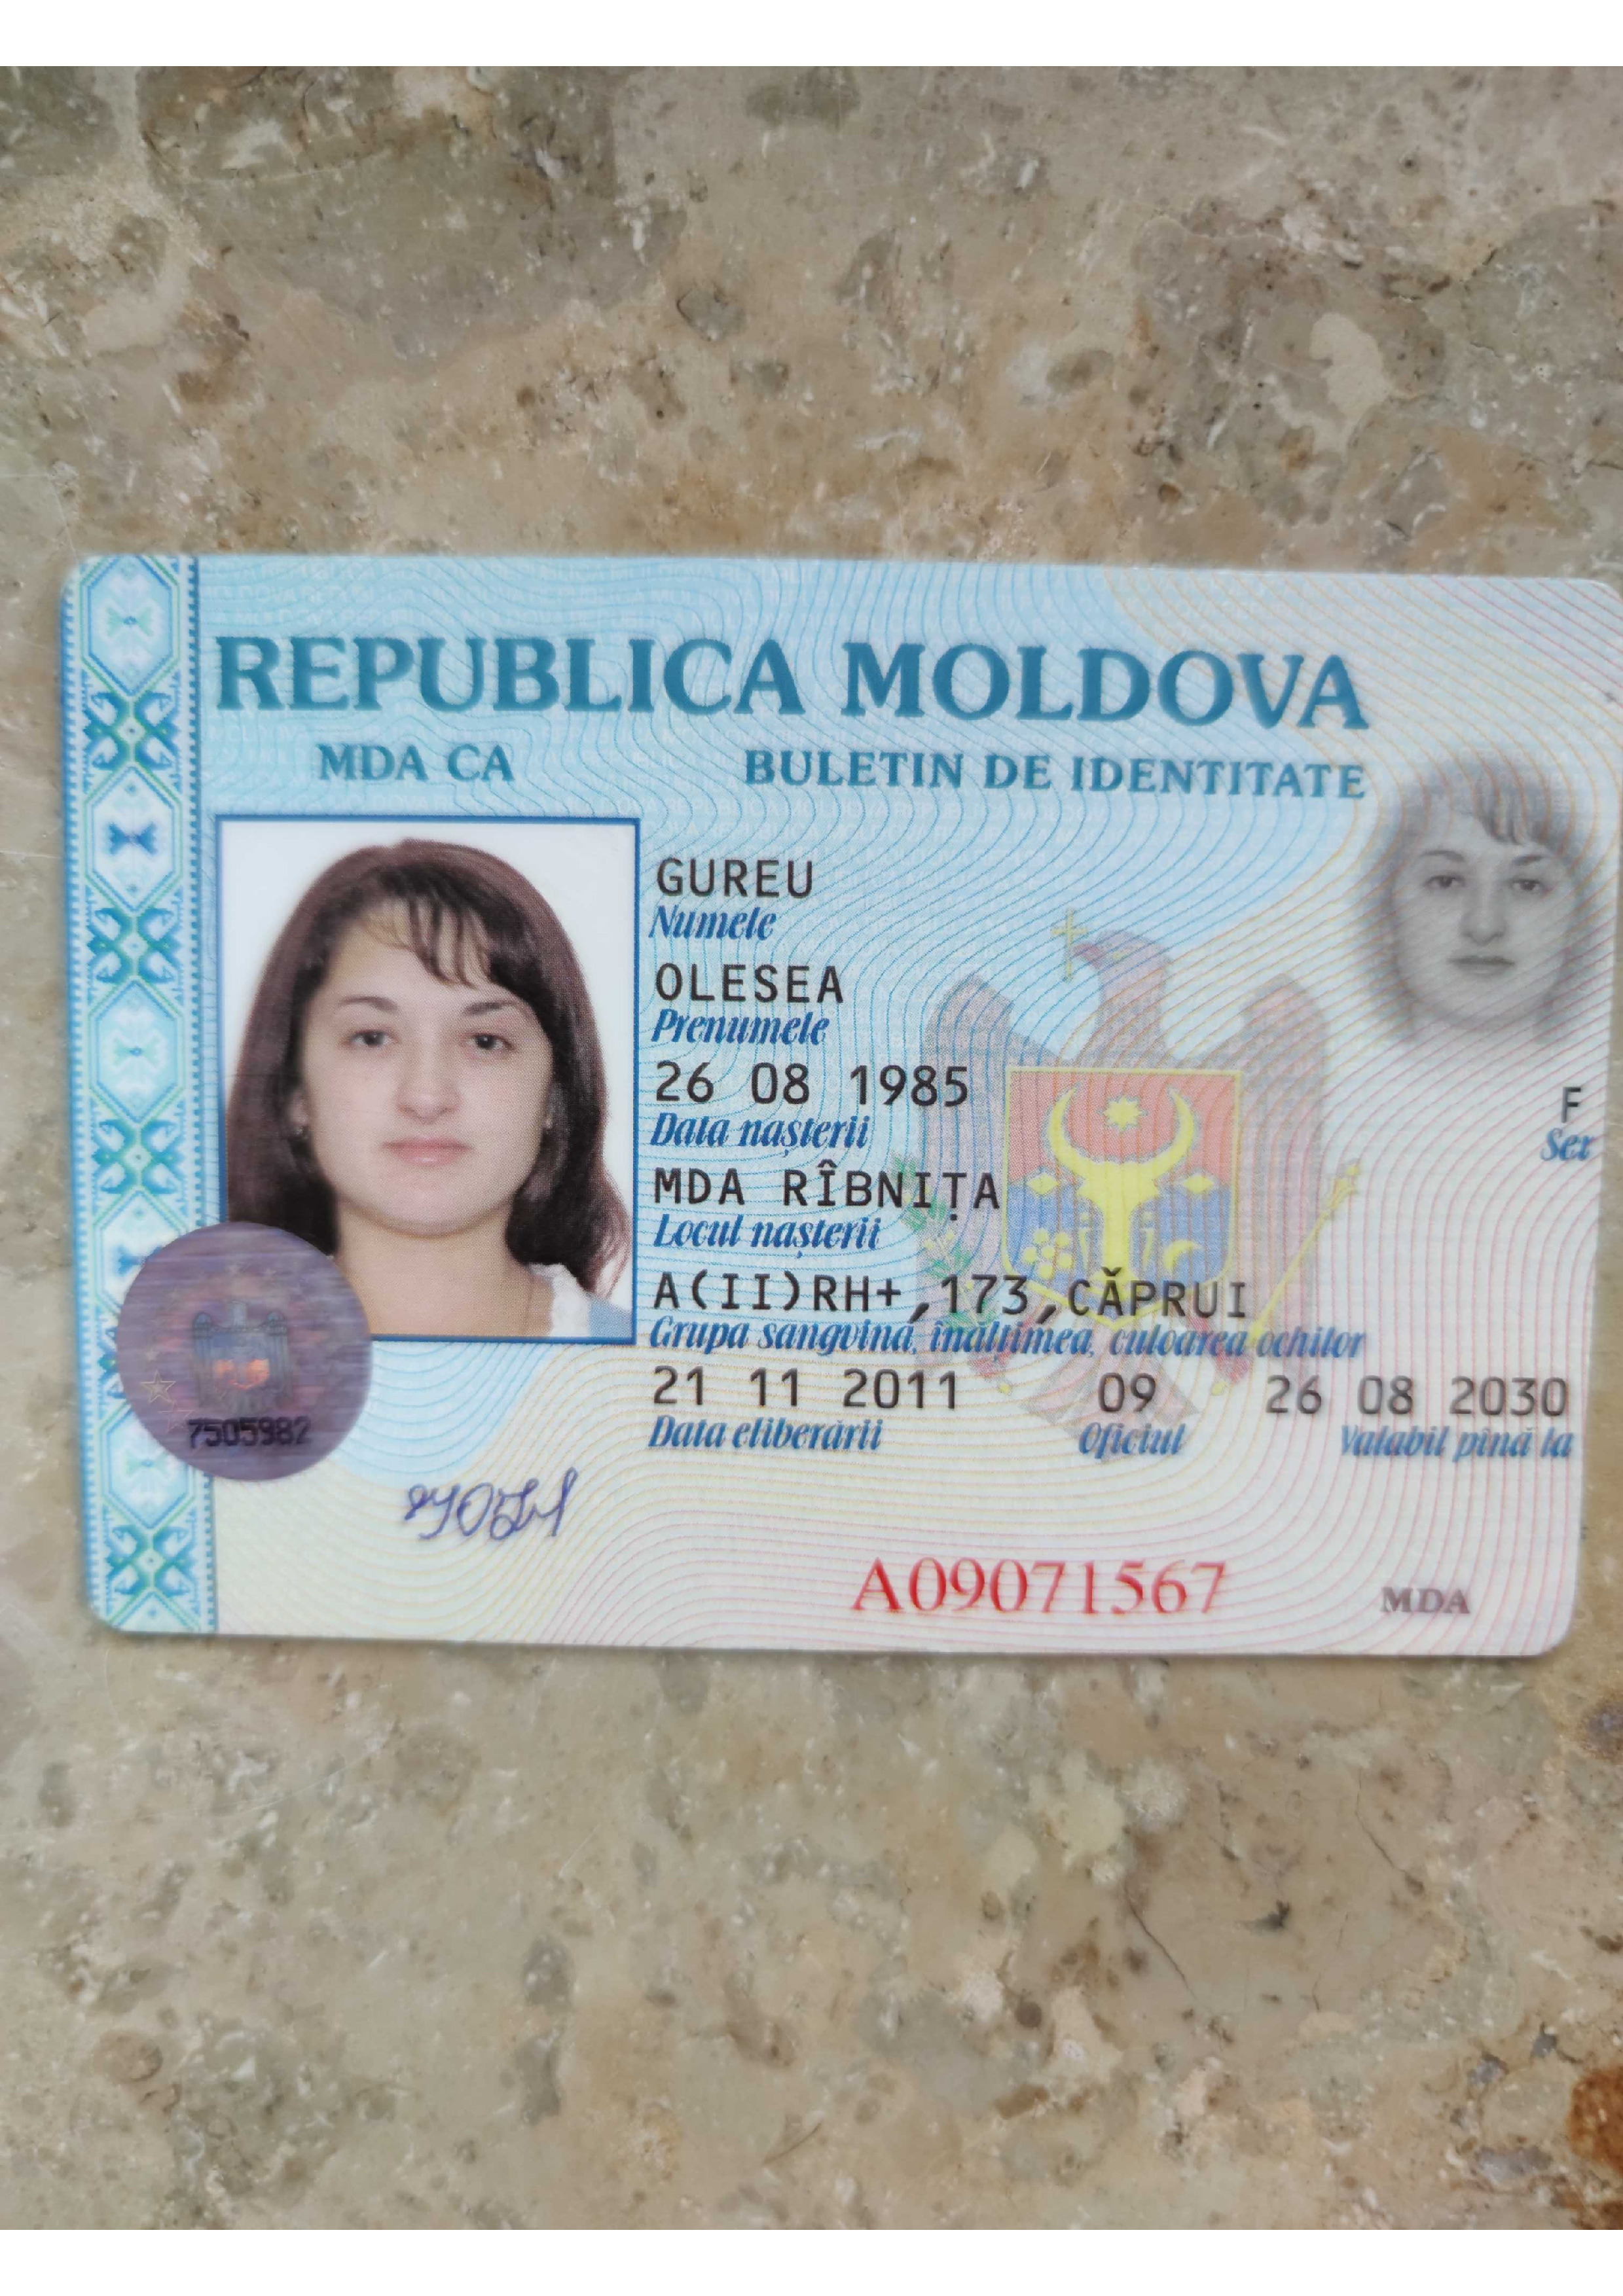 REPUBLICA MOLDOVA
MDA CA BULETIN DE IDENTITATE
GUREU
Numele
OLESEA
Prenumele
26 08 1985
Data nașterii
F
Sex
MDA RÎBNIȚA
Locul nașterii
A(II)RH+,173,CĂPRUI
Grupa sangvină, înălțimea, culoarea ochilor
21 11 2011 09 26 08 2030
Data eliberării Oficiul Valabil pînă la
7505982
A09071567 MDA